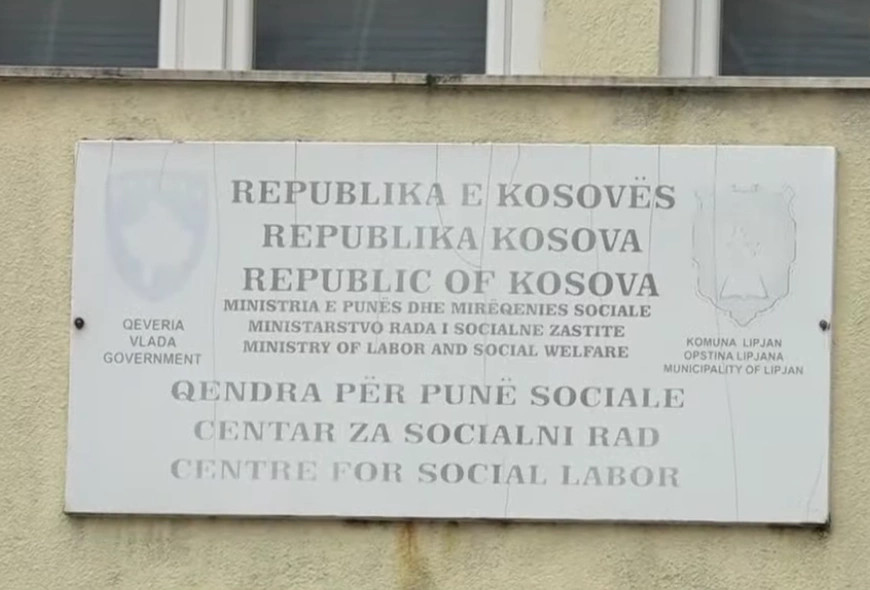 REPUBLIKA E KOSOVËS
REPUBLIKA KOSOVA
REPUBLIC OF KOSOVA
MINISTRIA E PUNËS DHE MIRËQENIES SOCIALE
MINISTARSTVO RADA I SOCIALNE ZASTITE
MINISTRY OF LABOR AND SOCIAL WELFARE
QEVERIA
VLADA
GOVERNMENT
KOMUNA LIPJAN
OPSTINA LIPJANA
MUNICIPALITY OF LIPJAN
QENDRA PËR PUNË SOCIALE
CENTAR ZA SOCIALNI RAD
CENTRE FOR SOCIAL LABOR